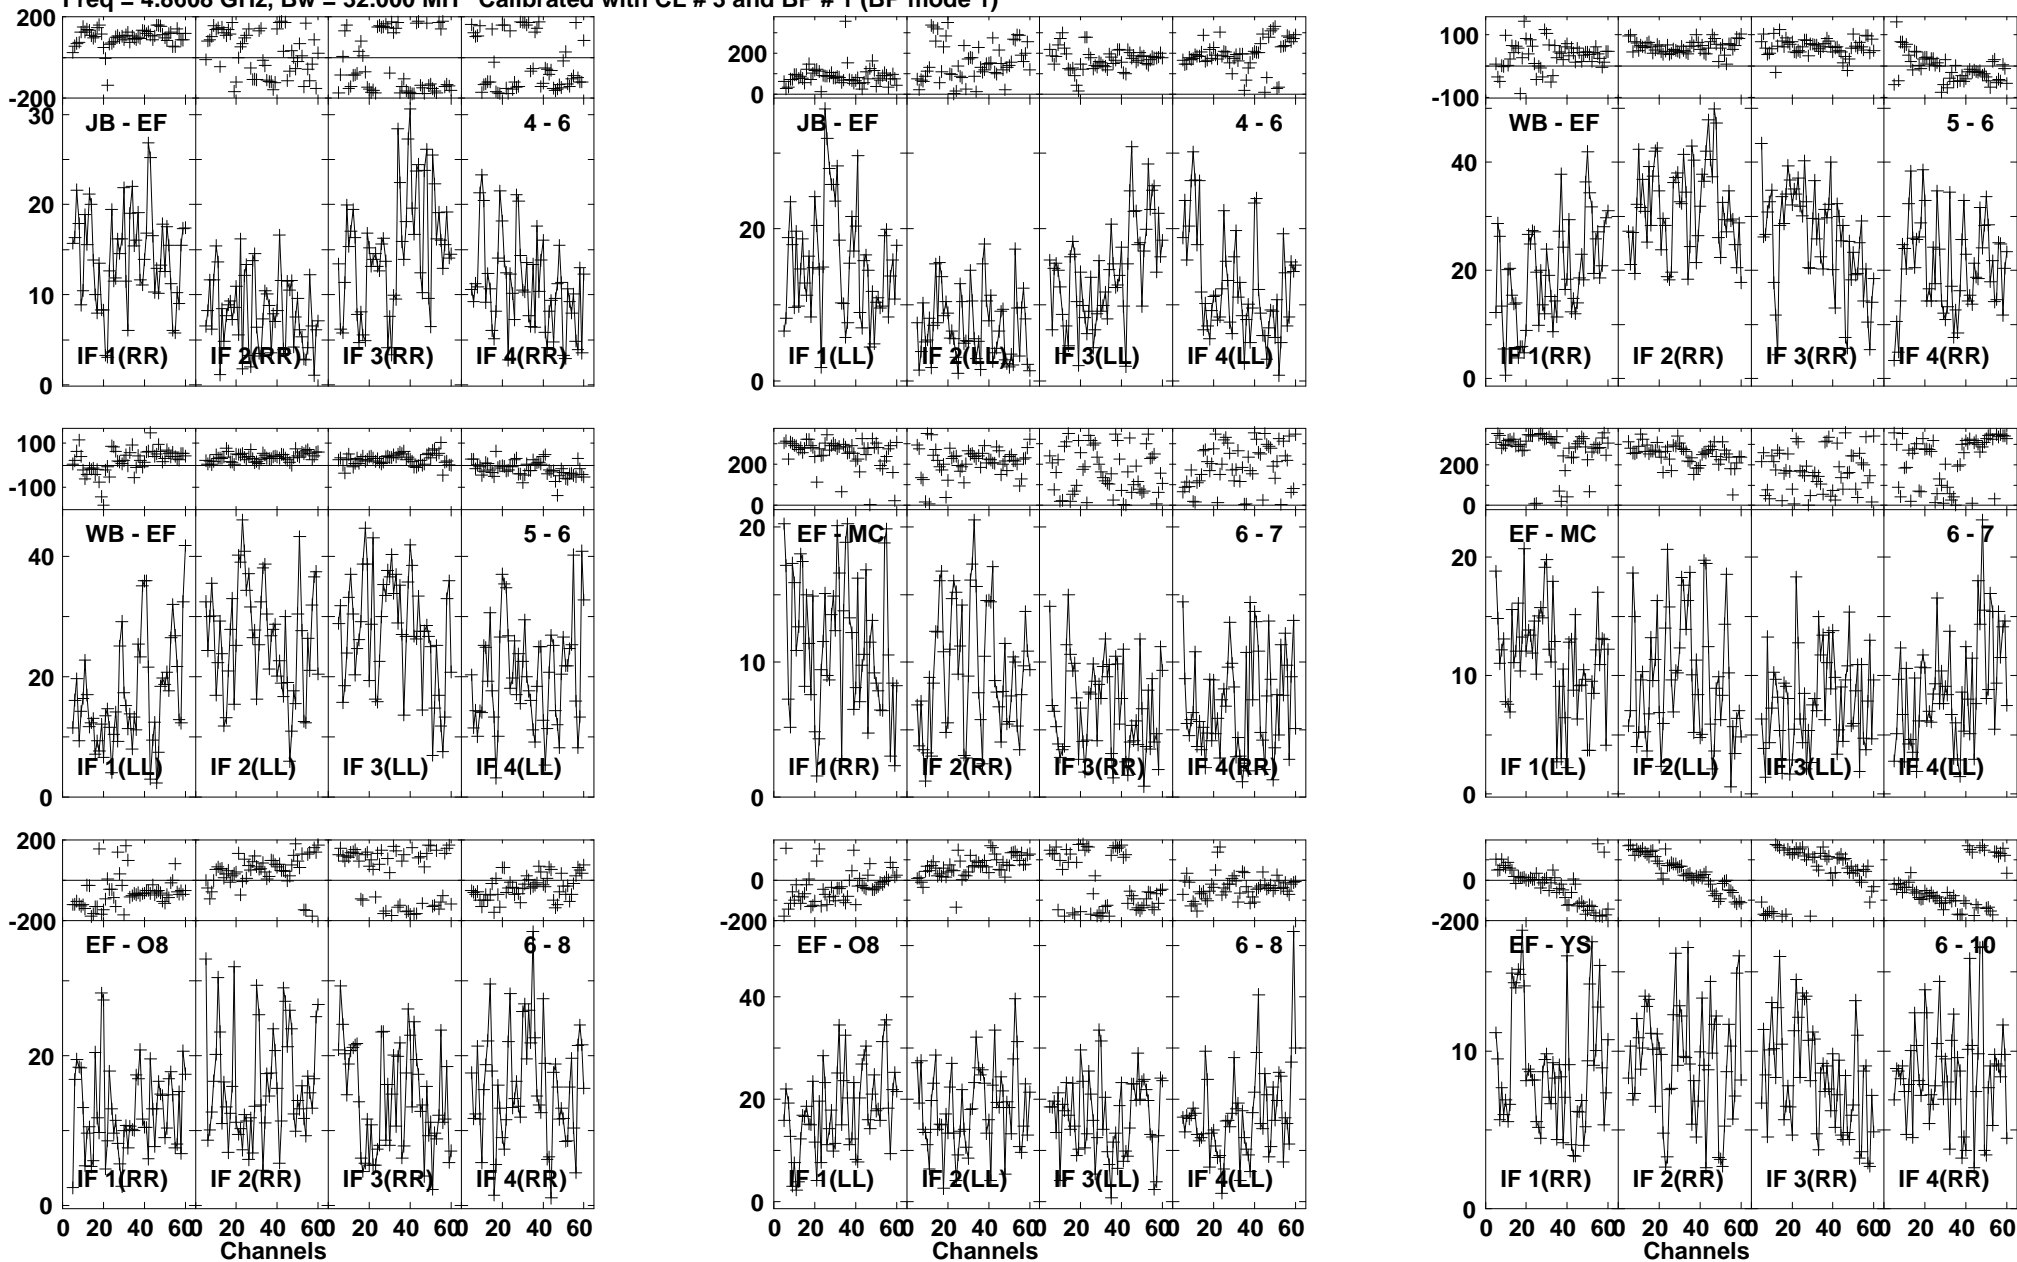 Freq = 4.8608 GHz, Bw = 32.000 MH Calibrated with CL # 3 and BP # 1 (BP mode 1)
200
-200
30
20
10
0
JB - EF
4 - 6
IF 1(RR)
IF 2(RR)
IF 3(RR)
IF 4(RR)
200
0
20
0
JB - EF
4 - 6
IF 1(LL)
IF 2(LL)
IF 3(LL)
IF 4(LL)
100
-100
40
20
0
WB - EF
5 - 6
IF 1(RR)
IF 2(RR)
IF 3(RR)
IF 4(RR)
100
-100
40
20
0
WB - EF
5 - 6
IF 1(LL)
IF 2(LL)
IF 3(LL)
IF 4(LL)
200
0
20
10
0
EF - MC
6 - 7
IF 1(RR)
IF 2(RR)
IF 3(RR)
IF 4(RR)
200
0
20
10
0
EF - MC
6 - 7
IF 1(LL)
IF 2(LL)
IF 3(LL)
IF 4(LL)
200
0
-200
20
0
EF - O8
6 - 8
IF 1(RR)
IF 2(RR)
IF 3(RR)
IF 4(RR)
0 20 40 60 0 20 40 60 0 20 40 60 0 20 40 60
Channels
0
-200
40
20
0
EF - O8
6 - 8
IF 1(LL)
IF 2(LL)
IF 3(LL)
IF 4(LL)
0 20 40 60 0 20 40 60 0 20 40 60 0 20 40 60
Channels
0
-200
10
0
EF - YS
6 - 10
IF 1(RR)
IF 2(RR)
IF 3(RR)
IF 4(RR)
0 20 40 60 0 20 40 60 0 20 40 60 0 20 40 60
Channels